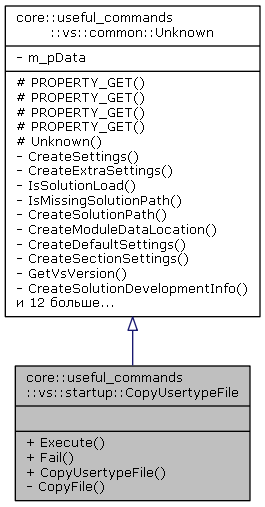 core::useful_commands
::vs::common::Unknown
- m_pData
# PROPERTY_GET()
# PROPERTY_GET()
# PROPERTY_GET()
# PROPERTY_GET()
# Unknown()
- CreateSettings()
- CreateExtraSettings()
- IsSolutionLoad()
- IsMissingSolutionPath()
- CreateSolutionPath()
- CreateModuleDataLocation()
- CreateDefaultSettings()
- CreateSectionSettings()
- GetVsVersion()
- CreateSolutionDevelopmentInfo()
и 12 больше...
core::useful_commands
::vs::startup::CopyUsertypeFile
+ Execute()
+ Fail()
+ CopyUsertypeFile()
- CopyFile()